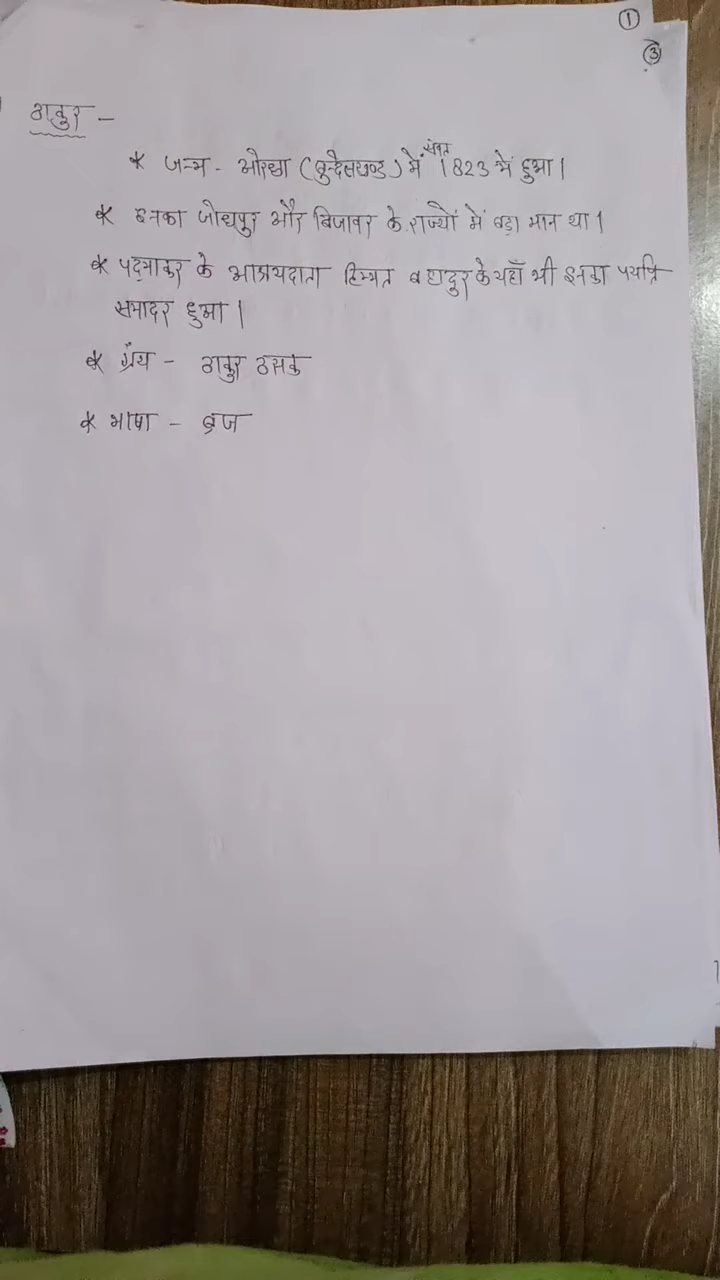 ①
③
ठाकुर –
* जन्म - ओरछा (बुन्देलखण्ड) में संवत 1823 में हुआ।
* इनका जोधपुर और बिजावर के राज्यों में बड़ा मान था।
* पद्माकर के आश्रयदाता हिम्मत बहादुर के यहाँ भी इनका पर्याप्त
समादर हुआ।
* ग्रंथ – ठाकुर ठसक
* भाषा – ब्रज